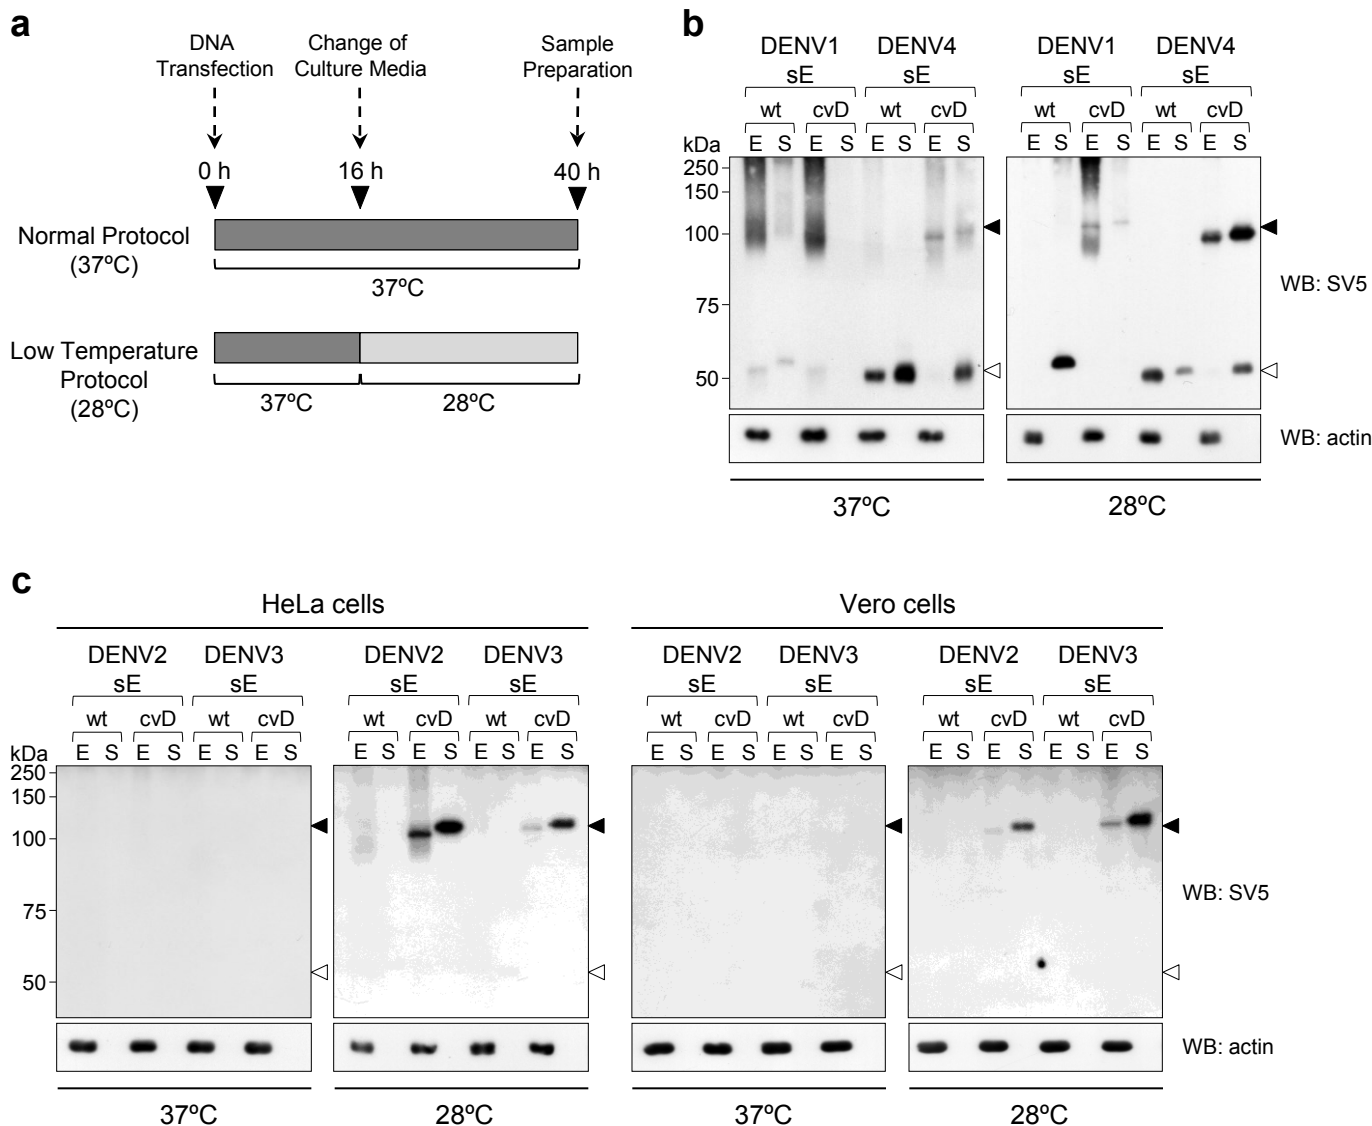 a
DNA Transfection
Change of Culture Media
Sample Preparation
0 h
16 h
40 h
Normal Protocol
(37ºC)
37ºC
Low Temperature
Protocol
(28ºC)
37ºC
28ºC
b
DENV1 DENV4 DENV1 DENV4
sE sE sE sE
wt cvD wt cvD wt cvD wt cvD
kDa E S E S E S E S E S E S E S E S
250
150
100
75
50
WB: SV5
WB: actin
37ºC 28ºC
c
HeLa cells Vero cells
DENV2 DENV3 DENV2 DENV3 DENV2 DENV3 DENV2 DENV3
sE sE sE sE sE sE sE sE
wt cvD wt cvD wt cvD wt cvD wt cvD wt cvD wt cvD wt cvD
kDa E S E S E S E S E S E S E S E S E S E S E S E S E S E S E S E S
250
150
100
75
50
WB: SV5
WB: actin
37ºC 28ºC 37ºC 28ºC